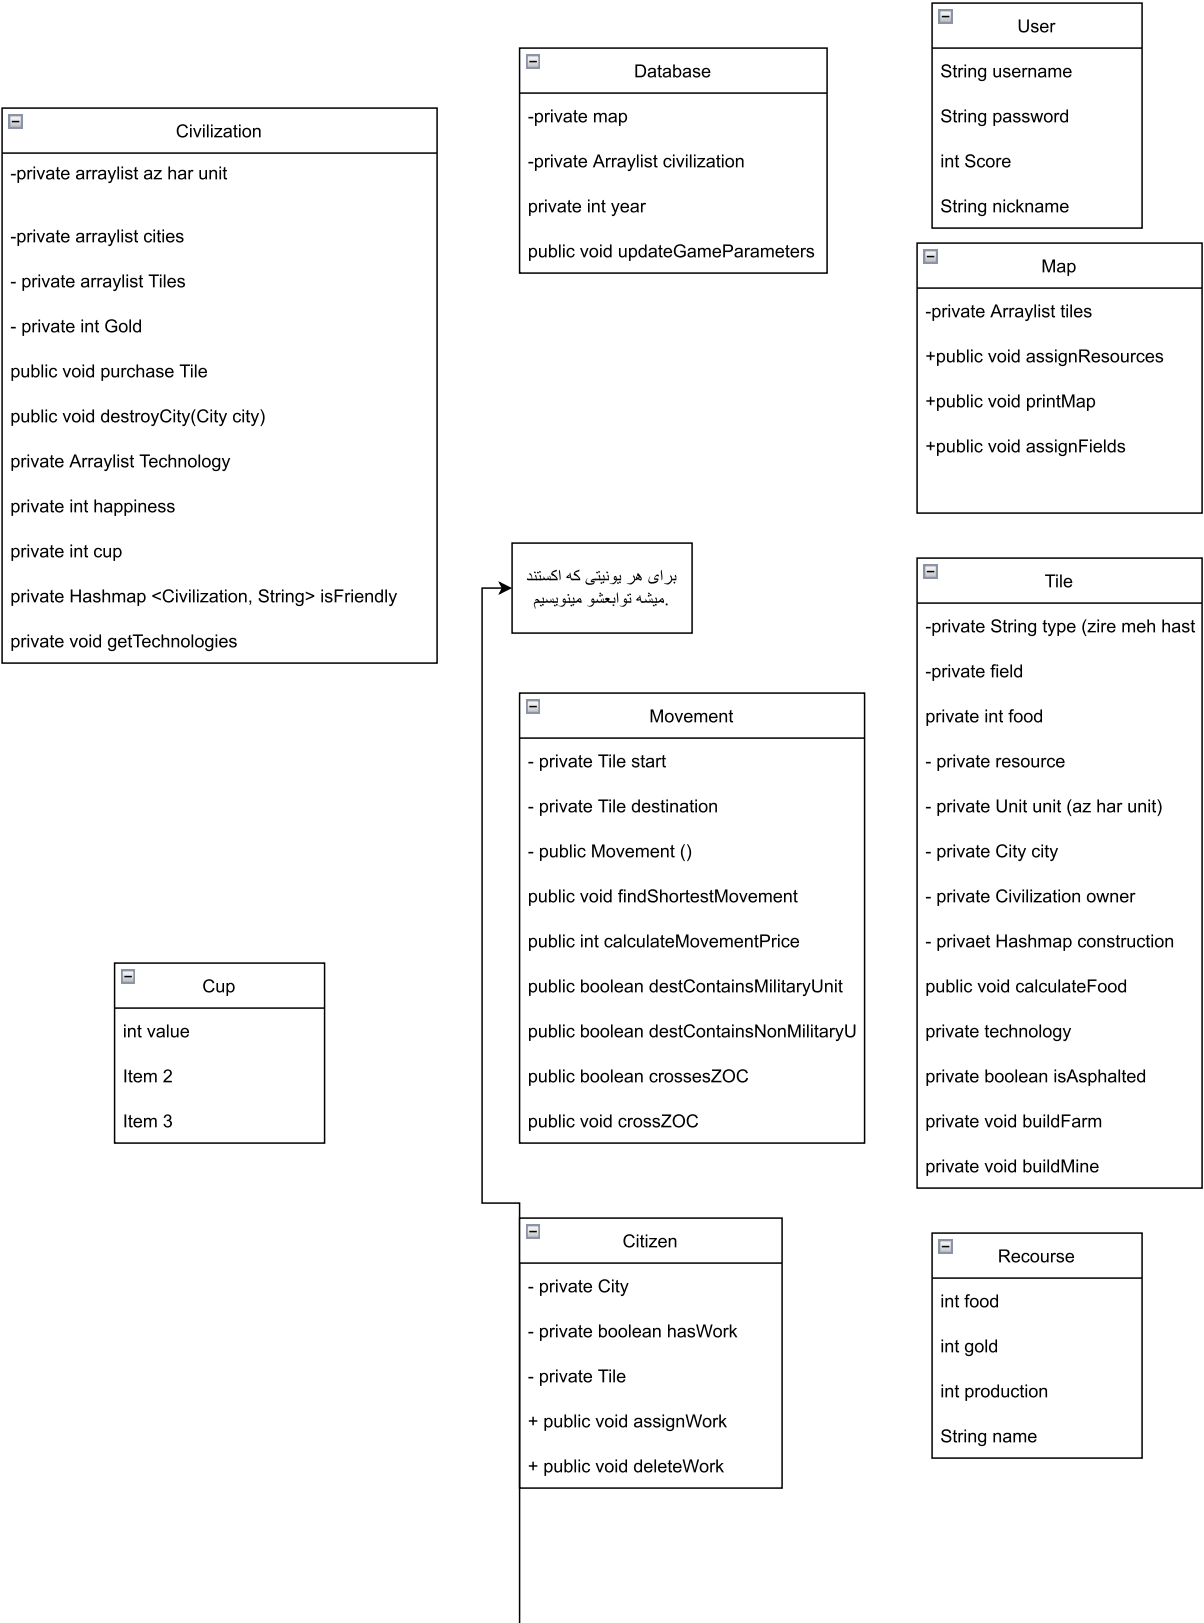 Civilization
-private arraylist az har unit
-private arraylist cities
- private arraylist Tiles
- private int Gold
public void purchase Tile
public void destroyCity(City city)
private Arraylist Technology
private int happiness
private int cup
private Hashmap <Civilization, String> isFriendly
private void getTechnologies
Database
-private map
-private Arraylist civilization
private int year
public void updateGameParameters
User
String username
String password
int Score
String nickname
Map
-private Arraylist tiles
+public void assignResources
+public void printMap
+public void assignFields
برای هر یونیتی که اکستند
میشه توابعشو مینویسیم.
Movement
- private Tile start
- private Tile destination
- public Movement ()
public void findShortestMovement
public int calculateMovementPrice
public boolean destContainsMilitaryUnit
public boolean destContainsNonMilitaryU
public boolean crossesZOC
public void crossZOC
Tile
-private String type (zire meh hast
-private field
private int food
- private resource
- private Unit unit (az har unit)
- private City city
- private Civilization owner
- privaet Hashmap construction
public void calculateFood
private technology
private boolean isAsphalted
private void buildFarm
private void buildMine
Cup
int value
Item 2
Item 3
Citizen
- private City
- private boolean hasWork
- private Tile
+ public void assignWork
+ public void deleteWork
Recourse
int food
int gold
int production
String name